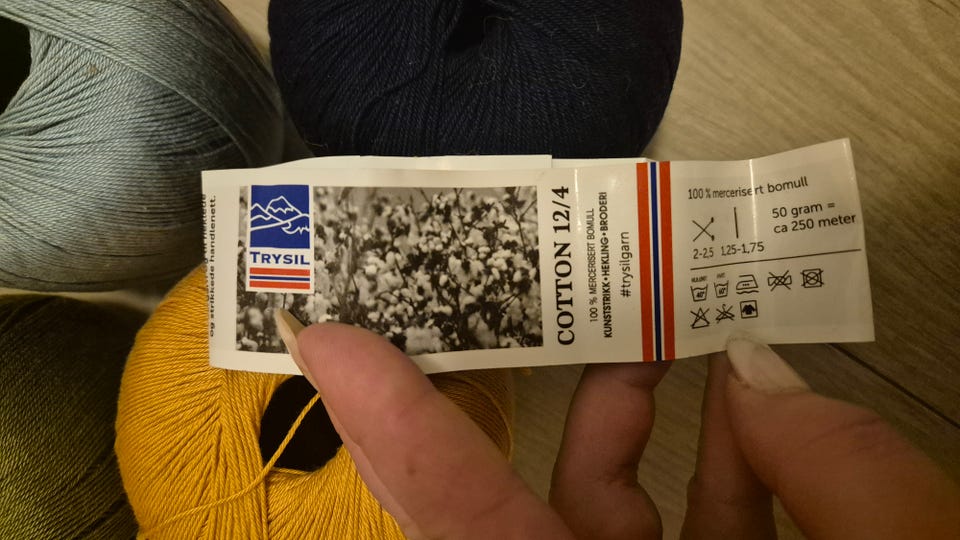 og strikkede handlenett.
TRYSIL
COTTON 12/4
100 % MERCERISERT BOMULL
KUNSTSTRIKK • HEKLING • BRODERI
#trysilgarn
100 % mercerisert bomull
50 gram =
ca 250 meter
2-2,5 1,25-1,75